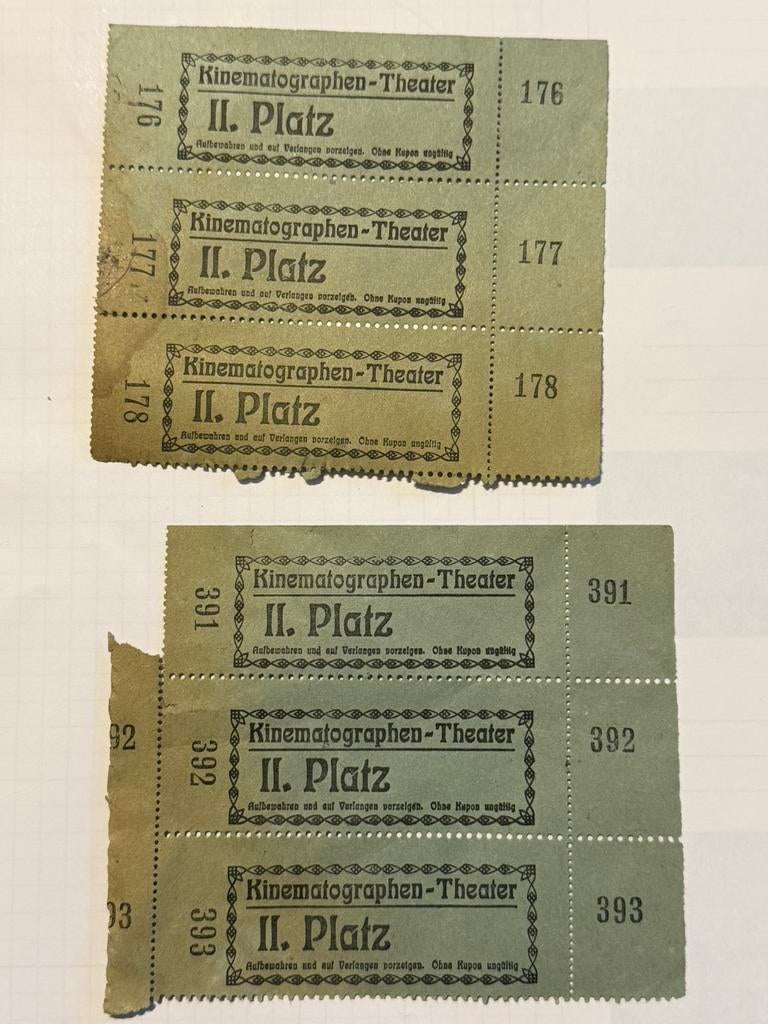 176
Kinematographen-Theater
II. Platz
Aufbewahren und auf Verlangen vorzeigen. Ohne Kupon ungültig
176
177
Kinematographen-Theater
II. Platz
Aufbewahren und auf Verlangen vorzeigen. Ohne Kupon ungültig
177
178
Kinematographen-Theater
II. Platz
Aufbewahren und auf Verlangen vorzeigen. Ohne Kupon ungültig
178
391
Kinematographen-Theater
II. Platz
Aufbewahren und auf Verlangen vorzeigen. Ohne Kupon ungültig
391
92
392
Kinematographen-Theater
II. Platz
Aufbewahren und auf Verlangen vorzeigen. Ohne Kupon ungültig
392
93
393
Kinematographen-Theater
II. Platz
Aufbewahren und auf Verlangen vorzeigen. Ohne Kupon ungültig
393